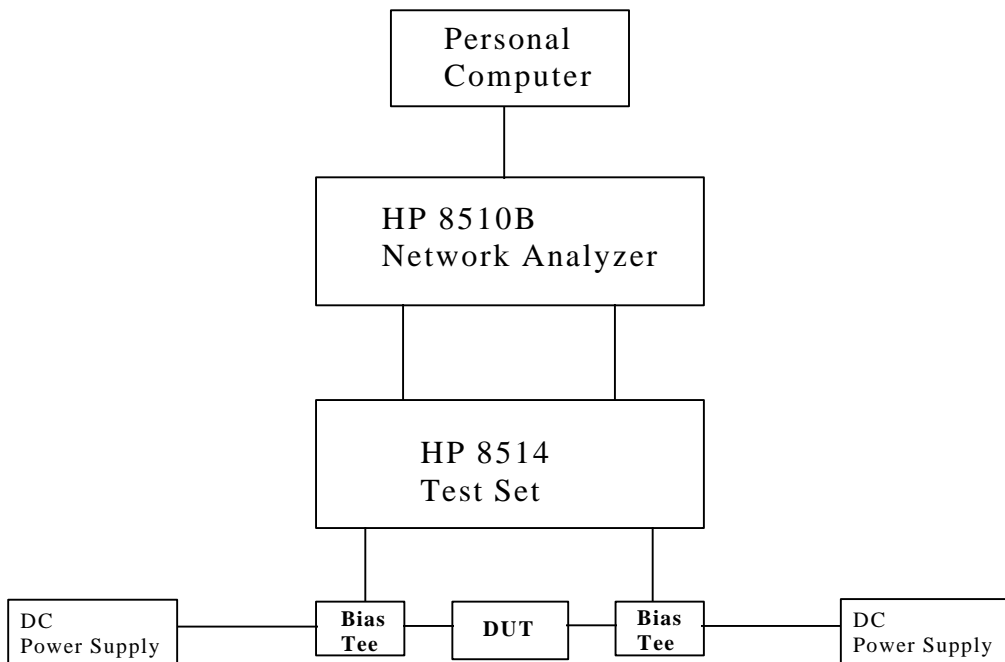 Personal
Computer
HP 8510B
Network Analyzer
HP 8514
Test Set
DC
Power Supply
Bias
Tee
DUT
Bias
Tee
DC
Power Supply